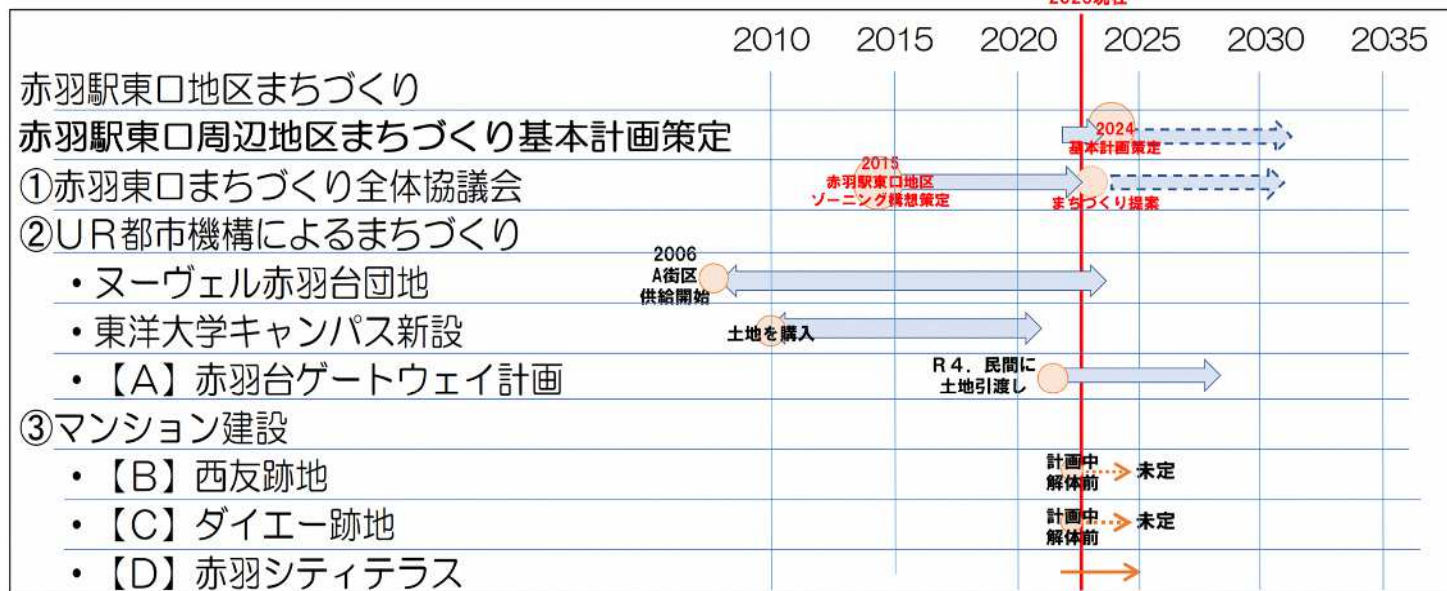 2023現在
2010 2015 2020 2025 2030 2035
赤羽駅東口地区まちづくり
赤羽駅東口周辺地区まちづくり基本計画策定
2024
基本計画策定
①赤羽東口まちづくり全体協議会
2015
赤羽駅東口地区
ゾーニング構想策定
まちづくり提案
②UR都市機構によるまちづくり
・ヌーヴェル赤羽台団地
2006
A街区
供給開始
・東洋大学キャンパス新設
土地を購入
・【A】赤羽台ゲートウェイ計画
R4．民間に
土地引渡し
③マンション建設
・【B】西友跡地
計画中
解体前
未定
・【C】ダイエー跡地
計画中
解体前
未定
・【D】赤羽シティテラス